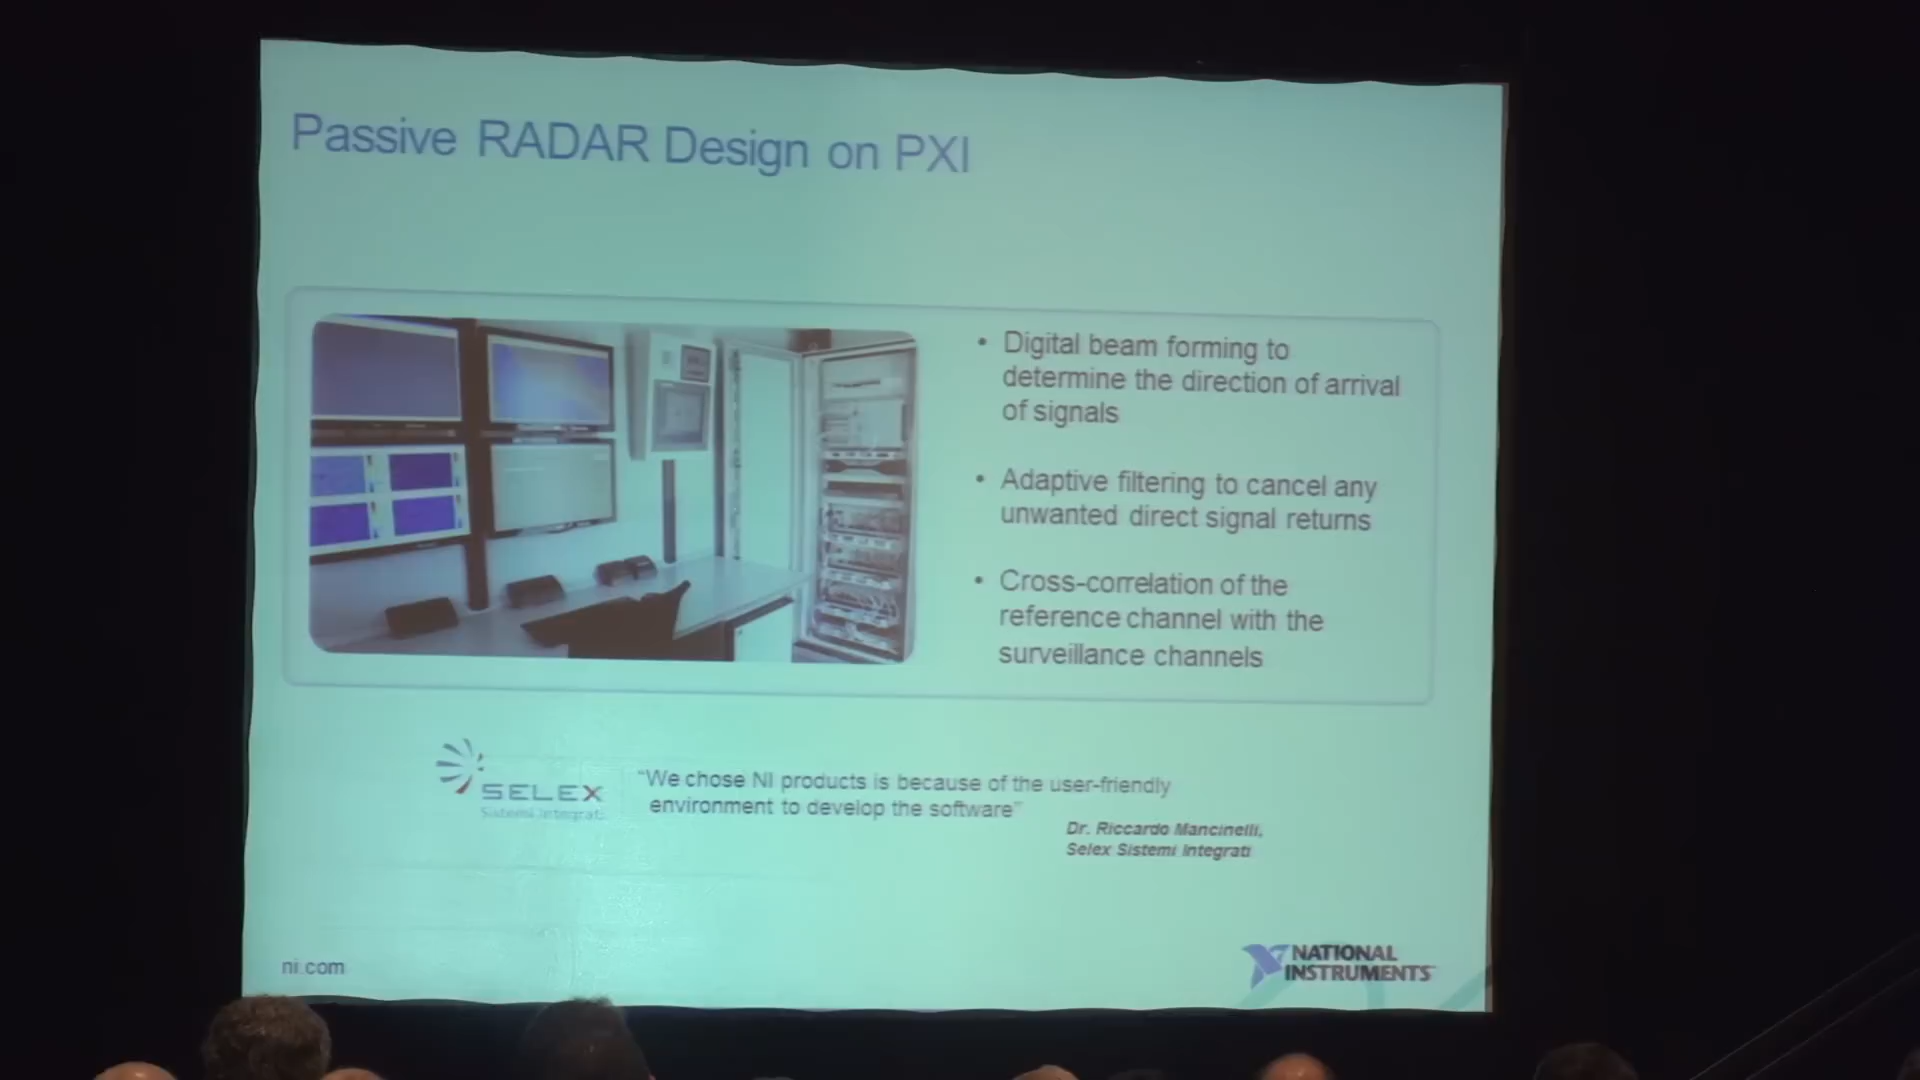 Passive RADAR Design on PXI
• Digital beam forming to
determine the direction of arrival
of signals
• Adaptive filtering to cancel any
unwanted direct signal returns
• Cross-correlation of the
reference channel with the
surveillance channels
SELEX
Sistemi Integrati
“We chose NI products is because of the user-friendly
environment to develop the software”
Dr. Riccardo Mancinelli,
Selex Sistemi Integrati
ni.com
NATIONAL
INSTRUMENTS